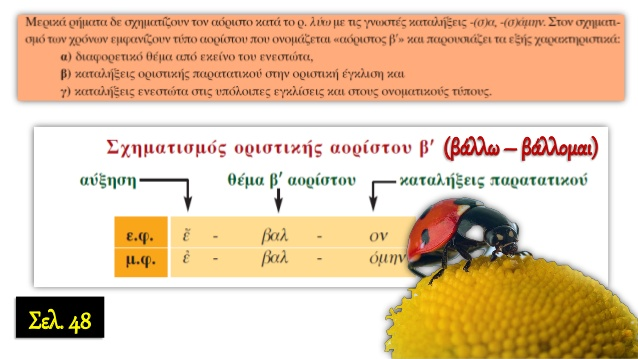 Μερικά ρήματα δε σχηματίζουν τον αόριστο κατά το ρ. λύω με τις γνωστές καταλήξεις -(σ)α, -(σ)άμην. Στον σχηματι-
σμό των χρόνων εμφανίζουν τύπο αορίστου που ονομάζεται «αόριστος β′» και παρουσιάζει τα εξής χαρακτηριστικά:
α) διαφορετικό θέμα από εκείνο του ενεστώτα,
β) καταλήξεις οριστικής παρατατικού στην οριστική έγκλιση και
γ) καταλήξεις ενεστώτα στις υπόλοιπες εγκλίσεις και στους ονοματικούς τύπους.
Σχηματισμός οριστικής αορίστου β′ (βάλλω – βάλλομαι)
αύξηση θέμα β′ αορίστου καταλήξεις παρατατικού
ε.φ. ἔ - βαλ - ον
μ.φ. ἐ - βαλ - όμην
Σελ. 48